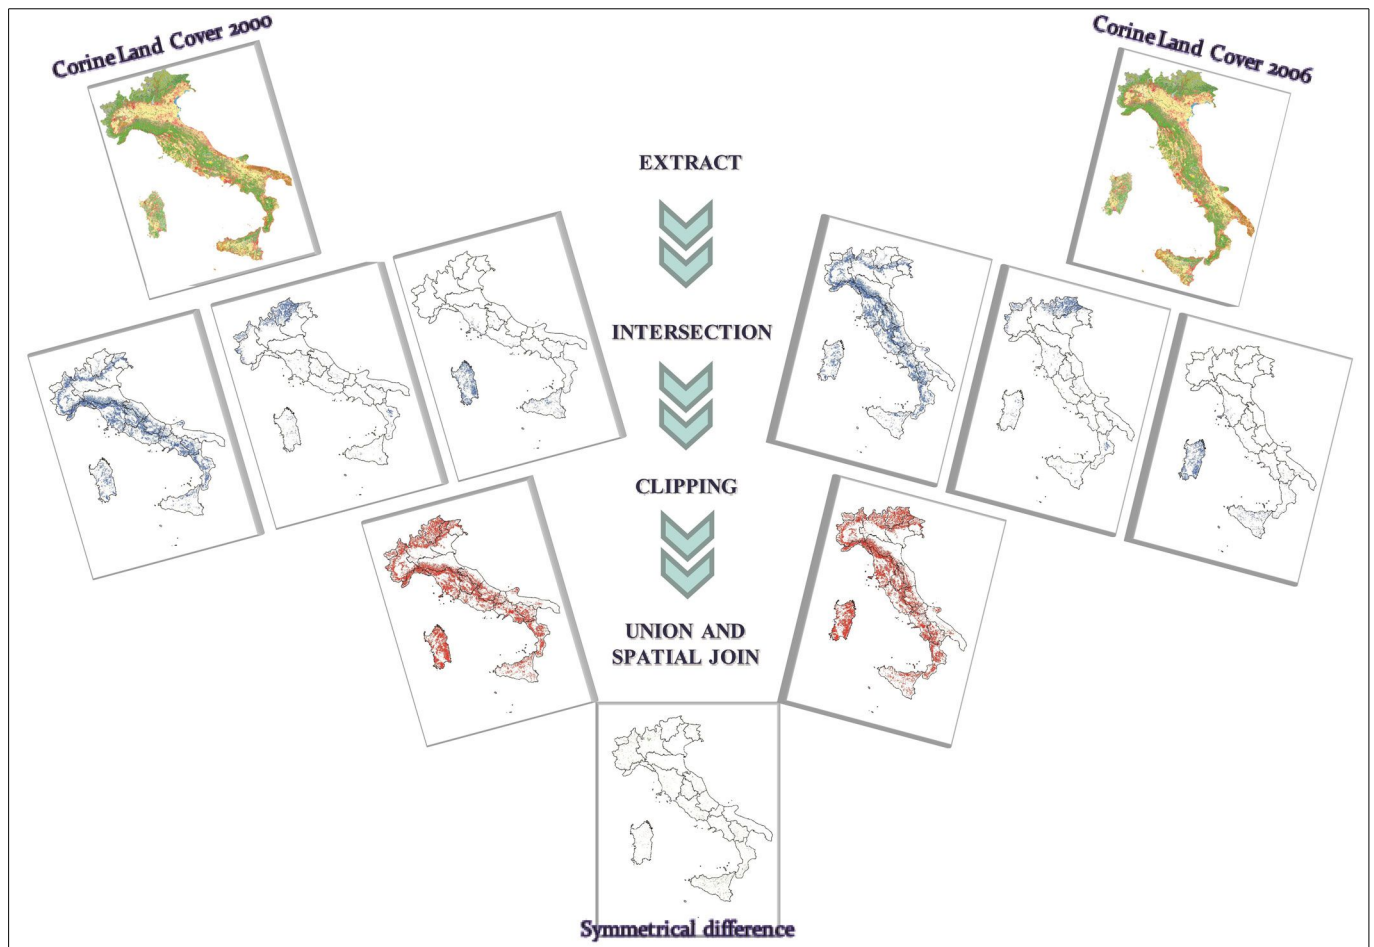 Corine Land Cover 2000
Corine Land Cover 2006
EXTRACT
INTERSECTION
CLIPPING
UNION AND
SPATIAL JOIN
Symmetrical difference